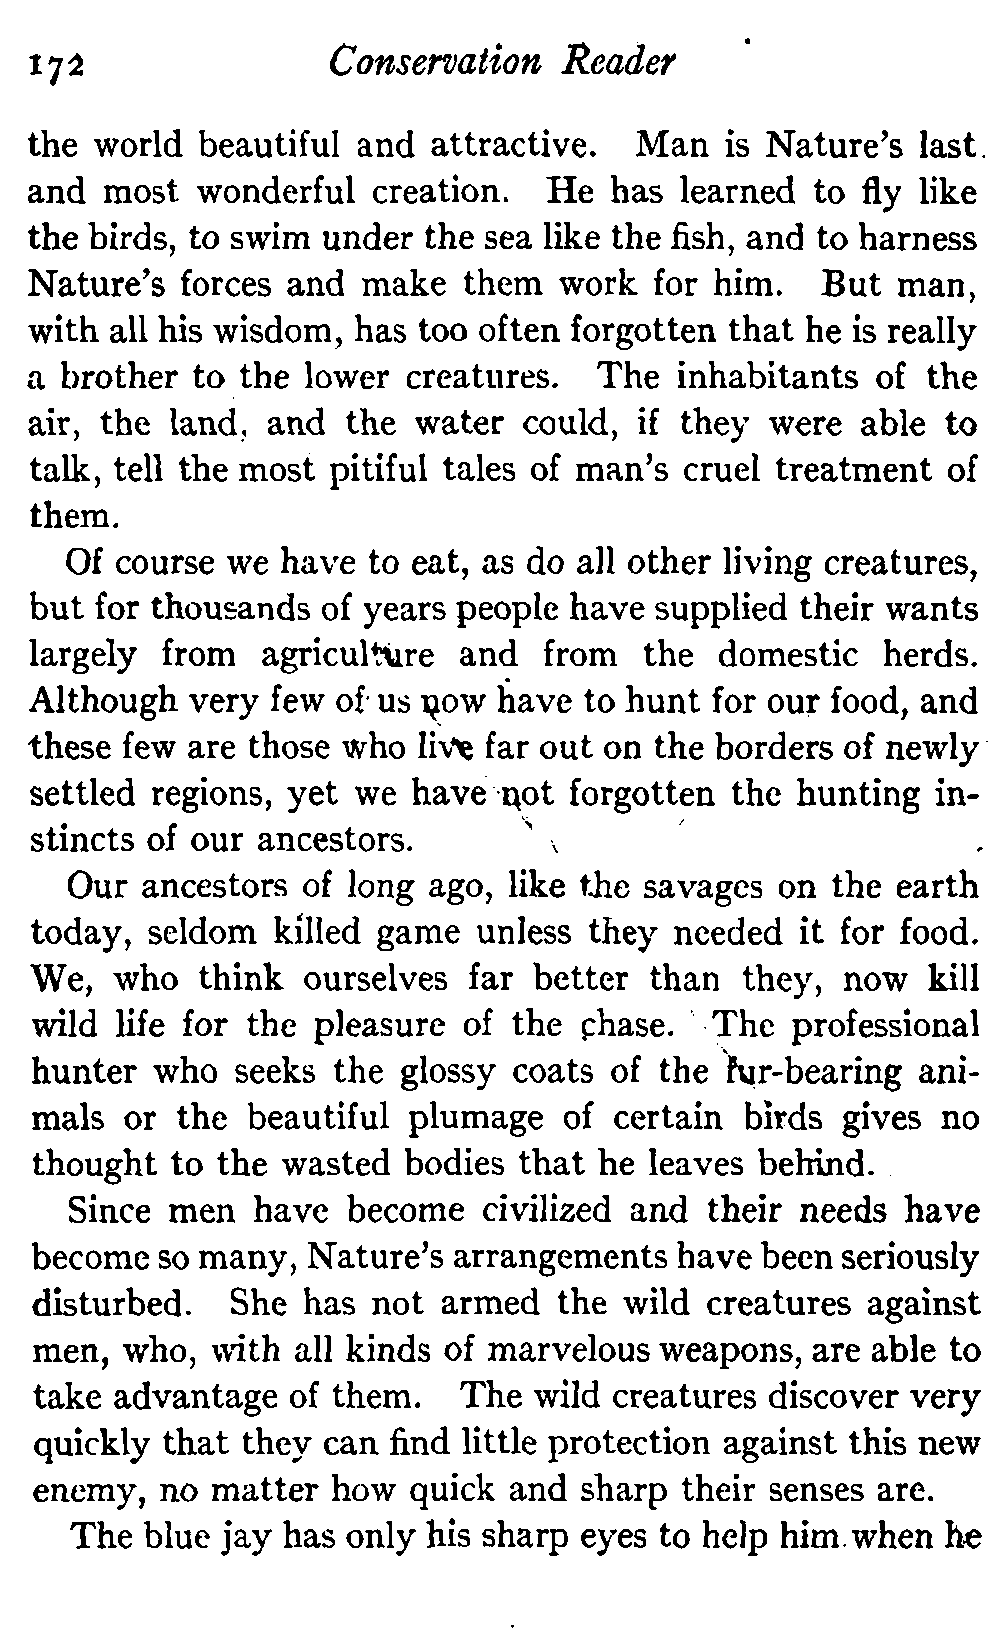 172 Conservation Reader
the world beautiful and attractive. Man is Nature's last
and most wonderful creation. He has learned to fly like
the birds, to swim under the sea like the fish, and to harness
Nature's forces and make them work for him. But man,
with all his wisdom, has too often forgotten that he is really
a brother to the lower creatures. The inhabitants of the
air, the land, and the water could, if they were able to
talk, tell the most pitiful tales of man's cruel treatment of
them.
Of course we have to eat, as do all other living creatures,
but for thousands of years people have supplied their wants
largely from agriculture and from the domestic herds.
Although very few of us now have to hunt for our food, and
these few are those who live far out on the borders of newly
settled regions, yet we have not forgotten the hunting in-
stincts of our ancestors.
Our ancestors of long ago, like the savages on the earth
today, seldom killed game unless they needed it for food.
We, who think ourselves far better than they, now kill
wild life for the pleasure of the chase. The professional
hunter who seeks the glossy coats of the fur-bearing ani-
mals or the beautiful plumage of certain birds gives no
thought to the wasted bodies that he leaves behind.
Since men have become civilized and their needs have
become so many, Nature's arrangements have been seriously
disturbed. She has not armed the wild creatures against
men, who, with all kinds of marvelous weapons, are able to
take advantage of them. The wild creatures discover very
quickly that they can find little protection against this new
enemy, no matter how quick and sharp their senses are.
The blue jay has only his sharp eyes to help him when he